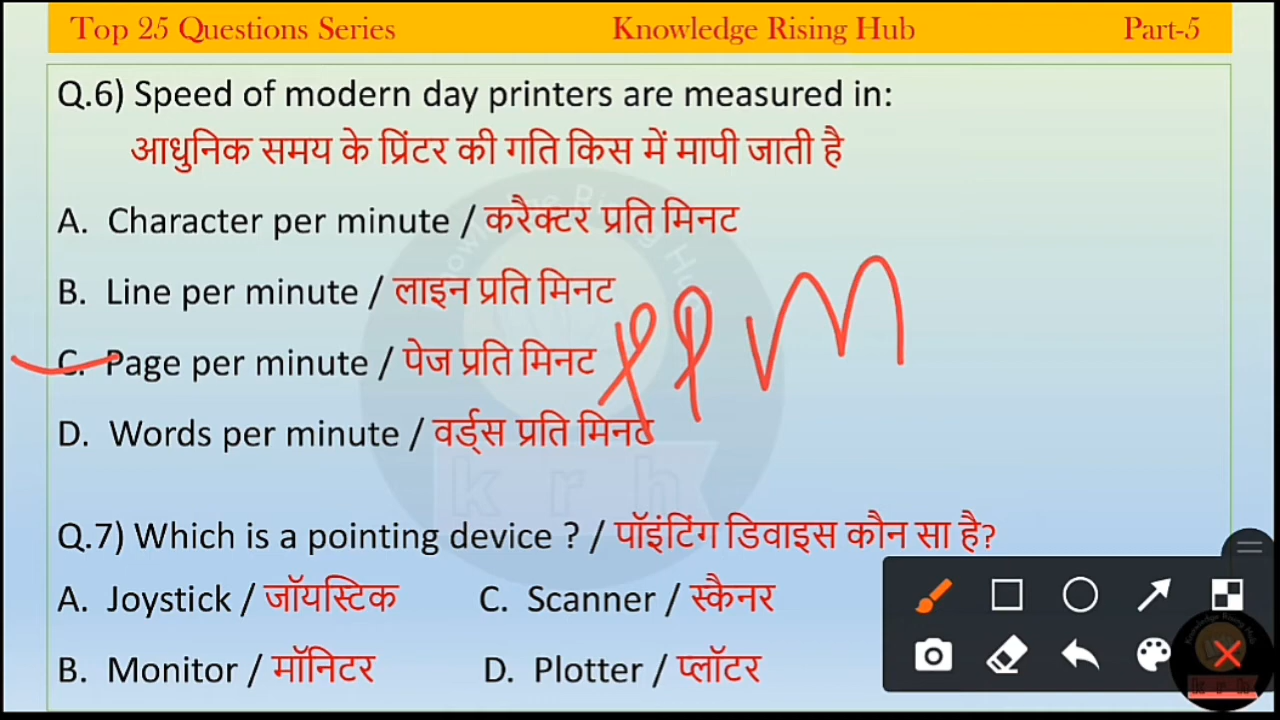 Top 25 Questions Series Knowledge Rising Hub Part-5
Q.6) Speed of modern day printers are measured in:
आधुनिक समय के प्रिंटर की गति किस में मापी जाती है
A. Character per minute / करैक्टर प्रति मिनट
B. Line per minute / लाइन प्रति मिनट
C. Page per minute / पेज प्रति मिनट
PPM
D. Words per minute / वर्ड्स प्रति मिनट
k r h
Q.7) Which is a pointing device ? / पॉइंटिंग डिवाइस कौन सा है?
A. Joystick / जॉयस्टिक C. Scanner / स्कैनर
B. Monitor / मॉनिटर D. Plotter / प्लॉटर